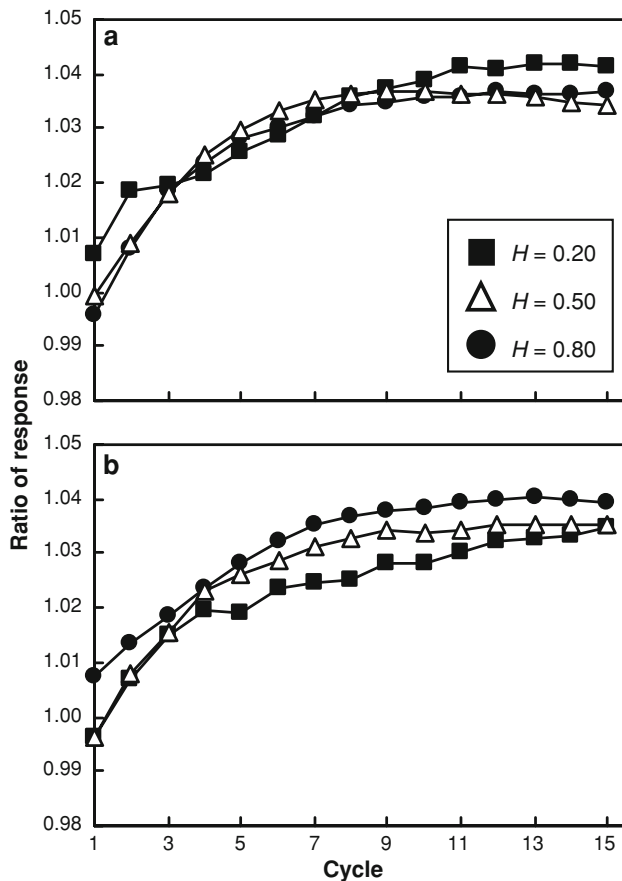 Ratio of response
a
1.05
1.04
1.03
1.02
1.01
1.00
0.99
0.98
H = 0.20
H = 0.50
H = 0.80
b
1.05
1.04
1.03
1.02
1.01
1.00
0.99
0.98
1 3 5 7 9 11 13 15
Cycle